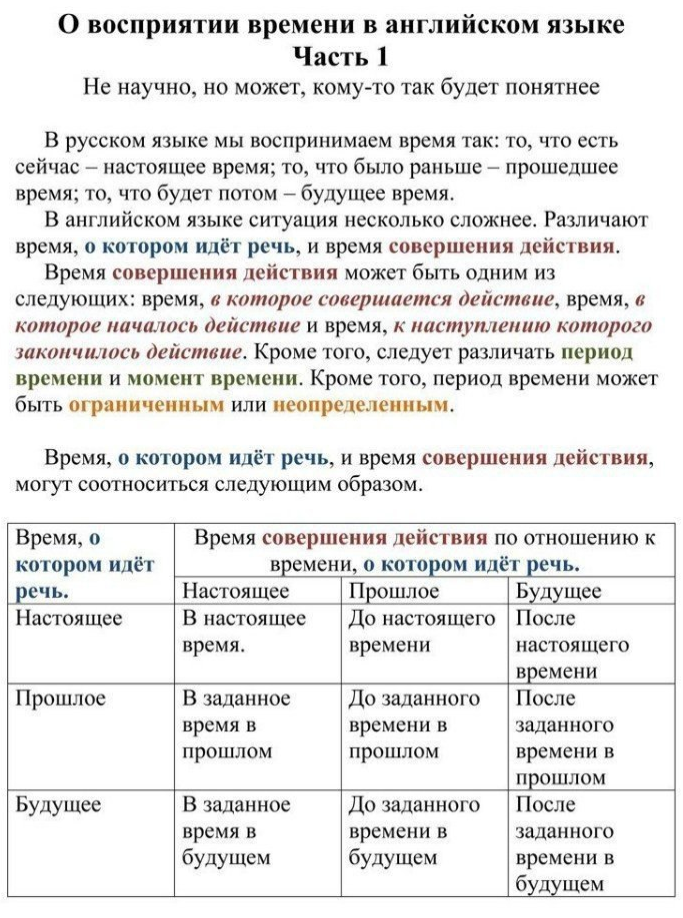 О восприятии времени в английском языке
Часть 1
Не научно, но может, кому-то так будет понятнее
В русском языке мы воспринимаем время так: то, что есть
сейчас – настоящее время; то, что было раньше – прошедшее
время; то, что будет потом – будущее время.
В английском языке ситуация несколько сложнее. Различают
время, о котором идёт речь, и время совершения действия.
Время совершения действия может быть одним из
следующих: время, в которое совершается действие, время, в
которое началось действие и время, к наступлению которого
закончилось действие. Кроме того, следует различать период
времени и момент времени. Кроме того, период времени может
быть ограниченным или неопределенным.
Время, о котором идёт речь, и время совершения действия,
могут соотноситься следующим образом.
Время, о
котором идёт
речь.
Время совершения действия по отношению к
времени, о котором идёт речь.
Настоящее
Прошлое
Будущее
Настоящее
В настоящее
время.
До настоящего
времени
После
настоящего
времени
Прошлое
В заданное
время в
прошлом
До заданного
времени в
прошлом
После
заданного
времени в
прошлом
Будущее
В заданное
время в
будущем
До заданного
времени в
будущем
После
заданного
времени в
будущем